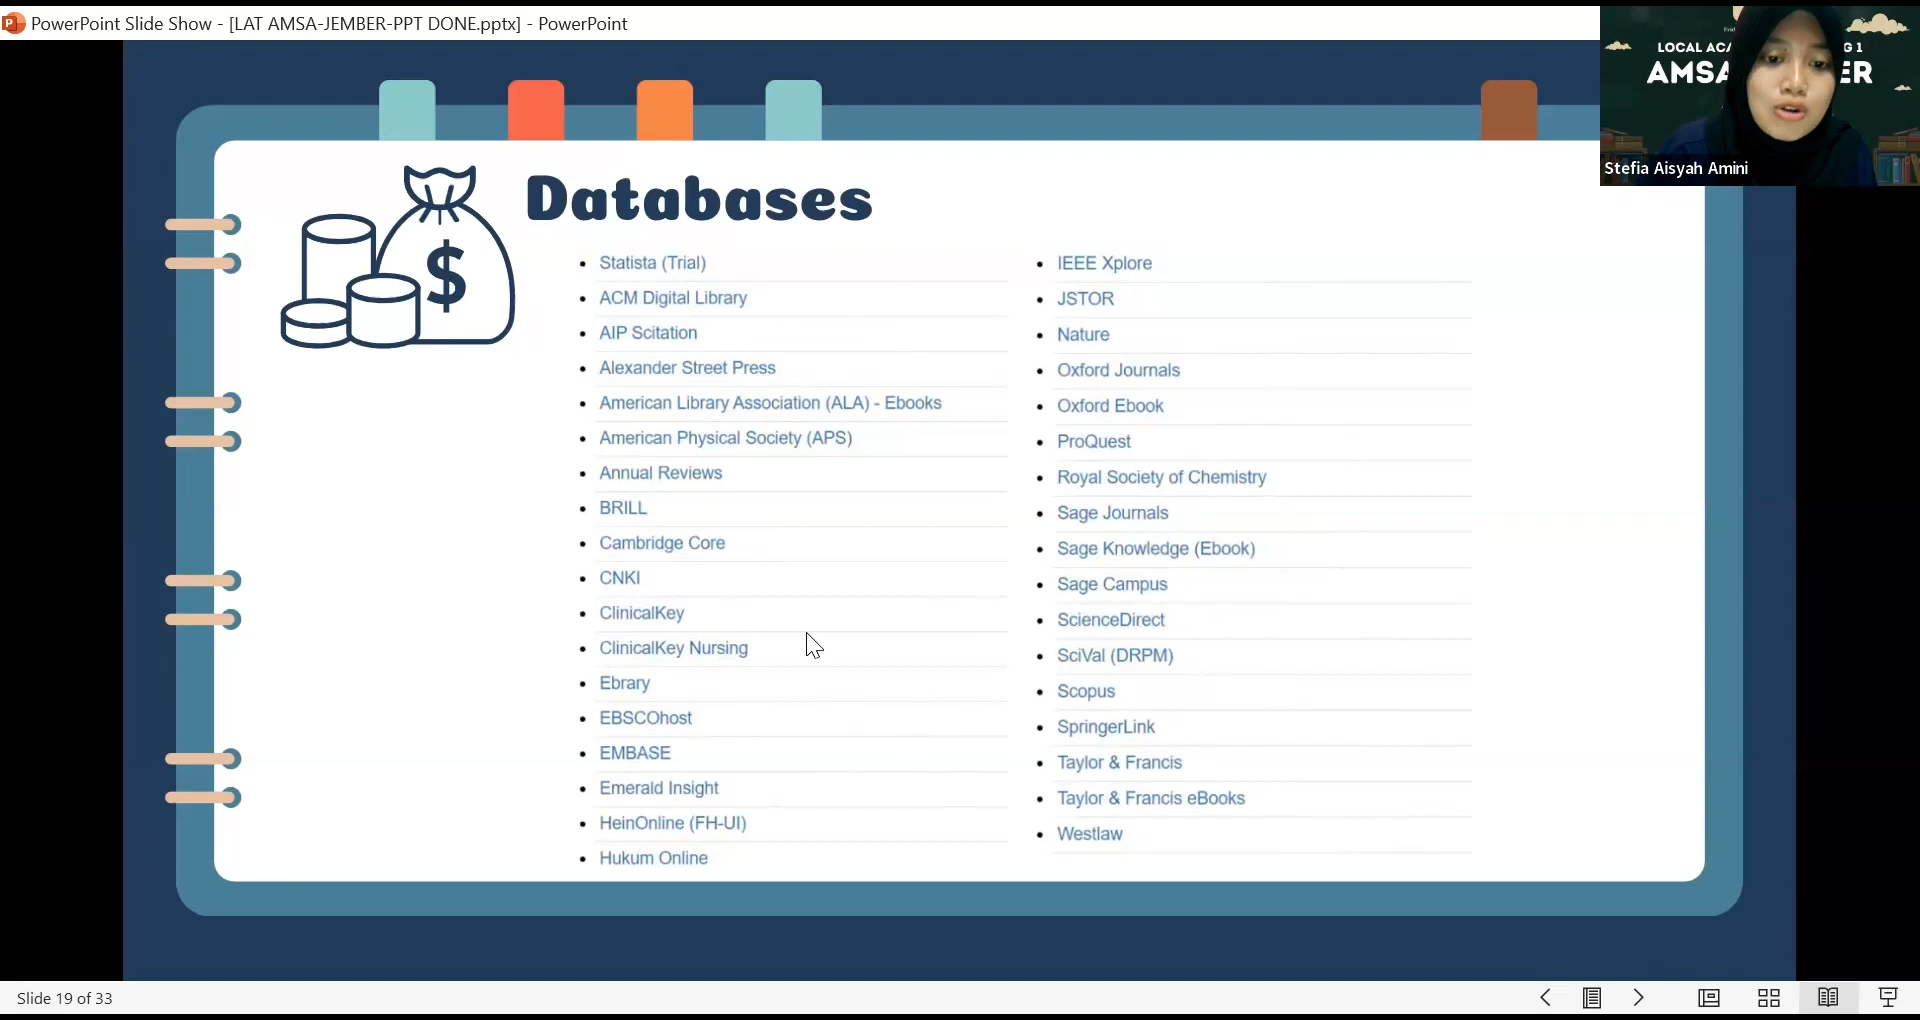 PowerPoint Slide Show - [LAT AMSA-JEMBER-PPT DONE.pptx] - PowerPoint
LOCAL ACA
G 1
AMSA
ER
Stefia Aisyah Amini
Databases
$
Statista (Trial)
ACM Digital Library
AIP Scitation
Alexander Street Press
American Library Association (ALA) - Ebooks
American Physical Society (APS)
Annual Reviews
BRILL
Cambridge Core
CNKI
ClinicalKey
ClinicalKey Nursing
Ebrary
EBSCOhost
EMBASE
Emerald Insight
HeinOnline (FH-UI)
Hukum Online
IEEE Xplore
JSTOR
Nature
Oxford Journals
Oxford Ebook
ProQuest
Royal Society of Chemistry
Sage Journals
Sage Knowledge (Ebook)
Sage Campus
ScienceDirect
SciVal (DRPM)
Scopus
SpringerLink
Taylor & Francis
Taylor & Francis eBooks
Westlaw
Slide 19 of 33